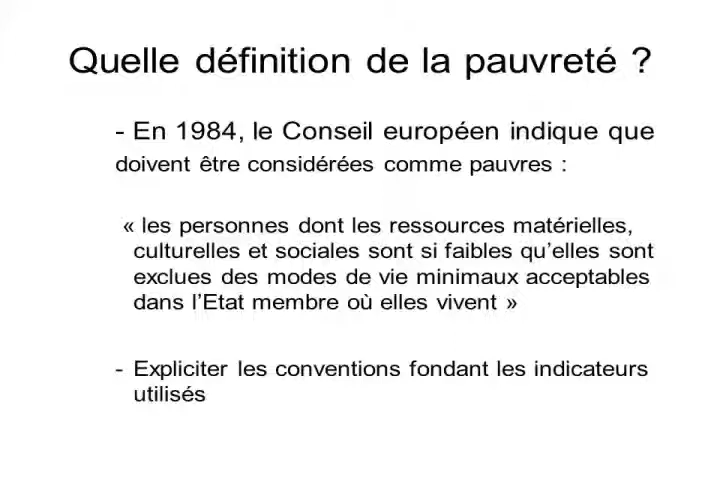 Quelle définition de la pauvreté ?
- En 1984, le Conseil européen indique que
doivent être considérées comme pauvres :
« les personnes dont les ressources matérielles,
culturelles et sociales sont si faibles qu’elles sont
exclues des modes de vie minimaux acceptables
dans l’Etat membre où elles vivent »
- Expliciter les conventions fondant les indicateurs
utilisés